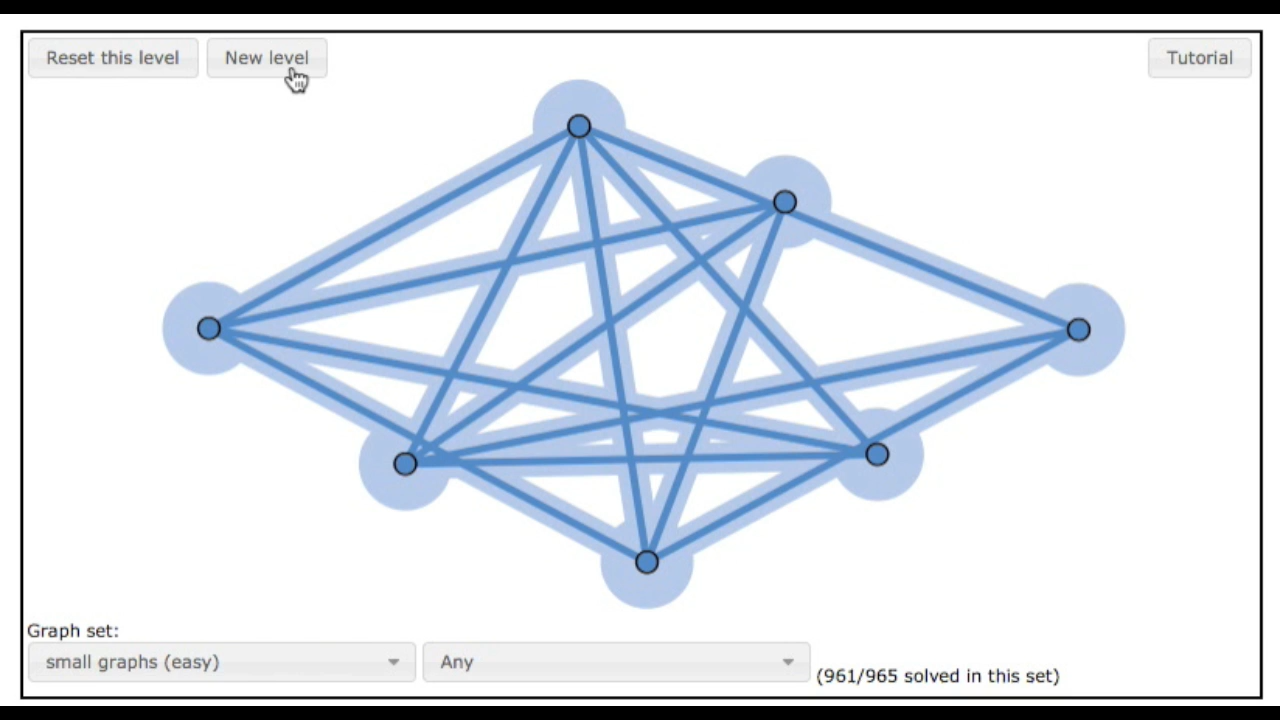 Reset this level
New level
Tutorial
Graph set:
small graphs (easy)
Any
(961/965 solved in this set)